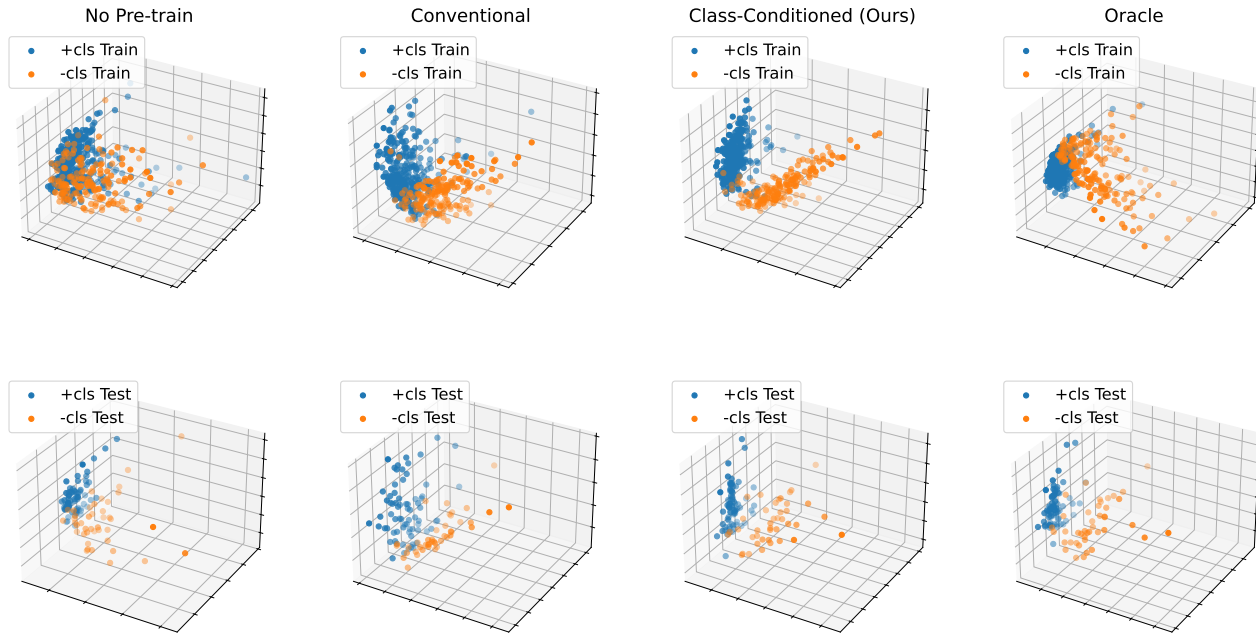 No Pre-train
Conventional
Class-Conditioned (Ours)
Oracle
+cls Train
-cls Train
+cls Train
-cls Train
+cls Train
-cls Train
+cls Train
-cls Train
+cls Test
-cls Test
+cls Test
-cls Test
+cls Test
-cls Test
+cls Test
-cls Test